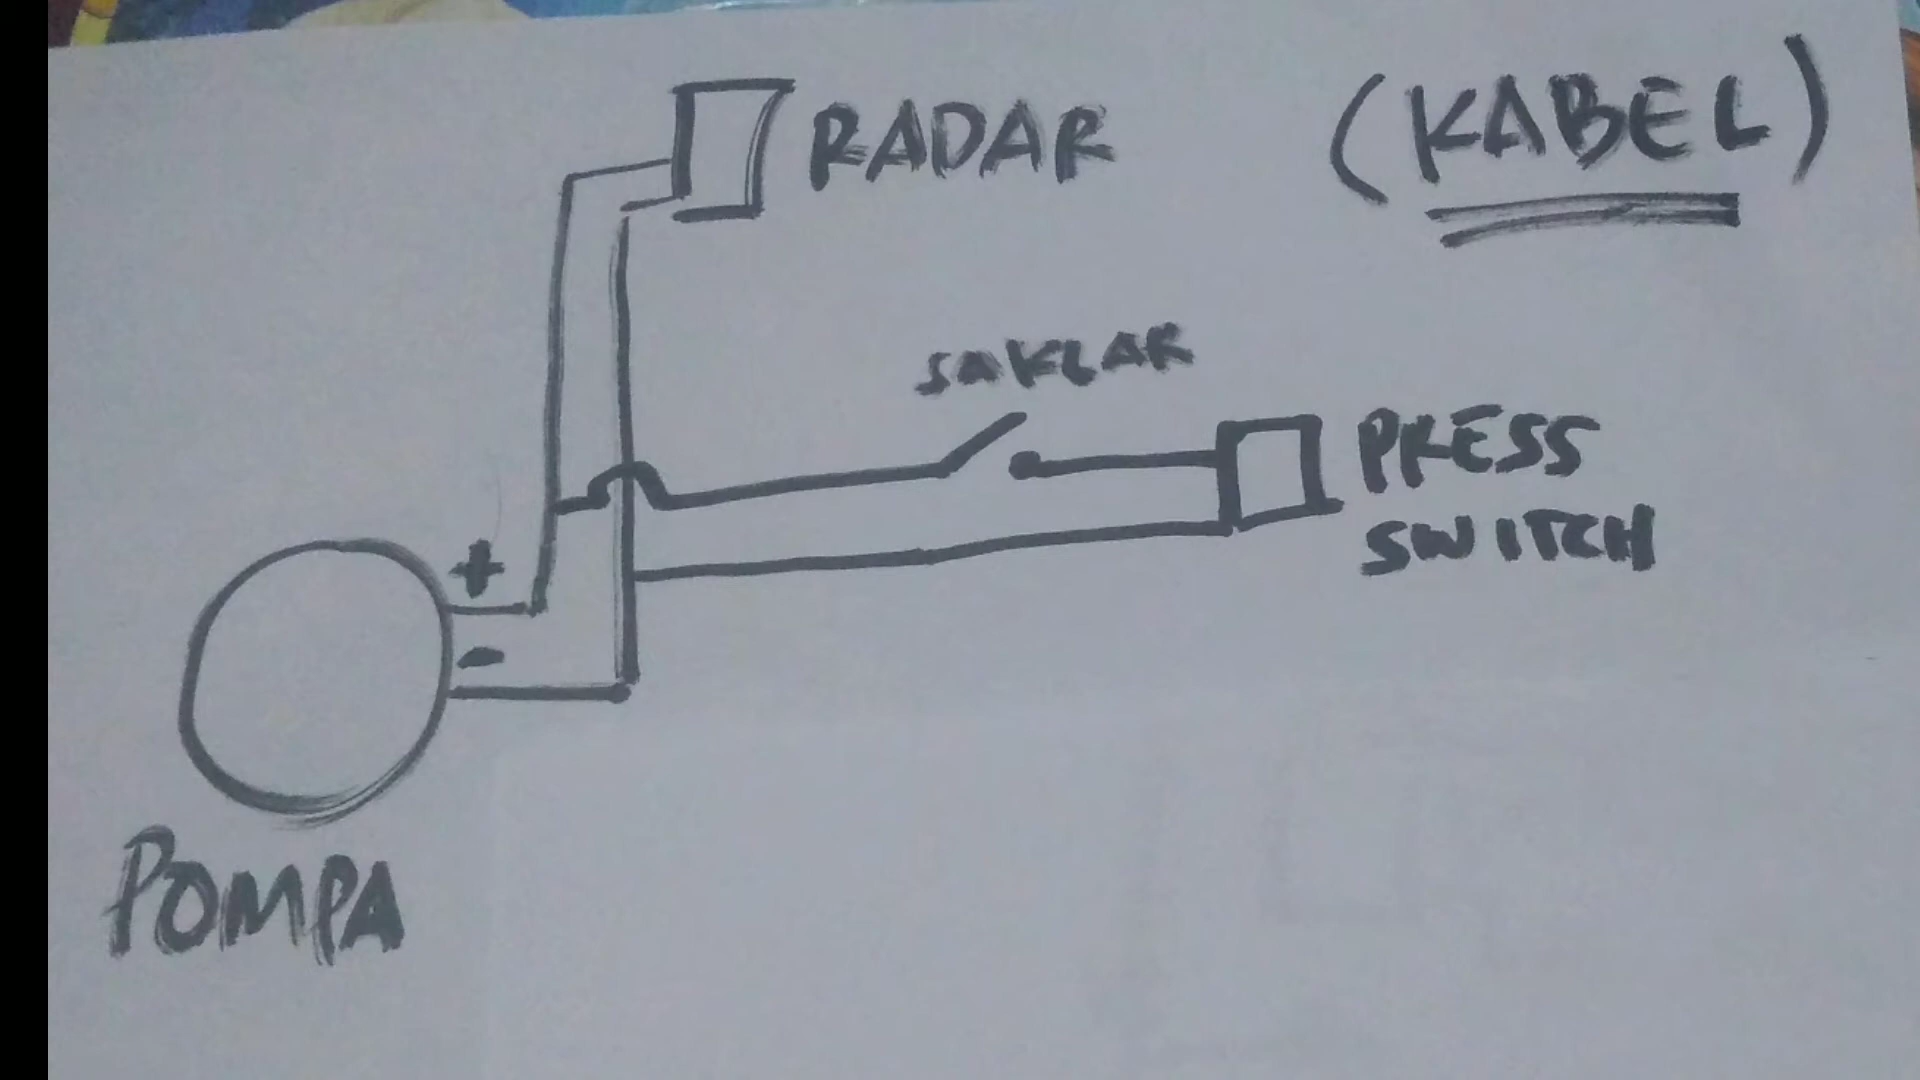 RADAR
(KABEL)
SAKLAR
PRESS
SWITCH
+
-
POMPA